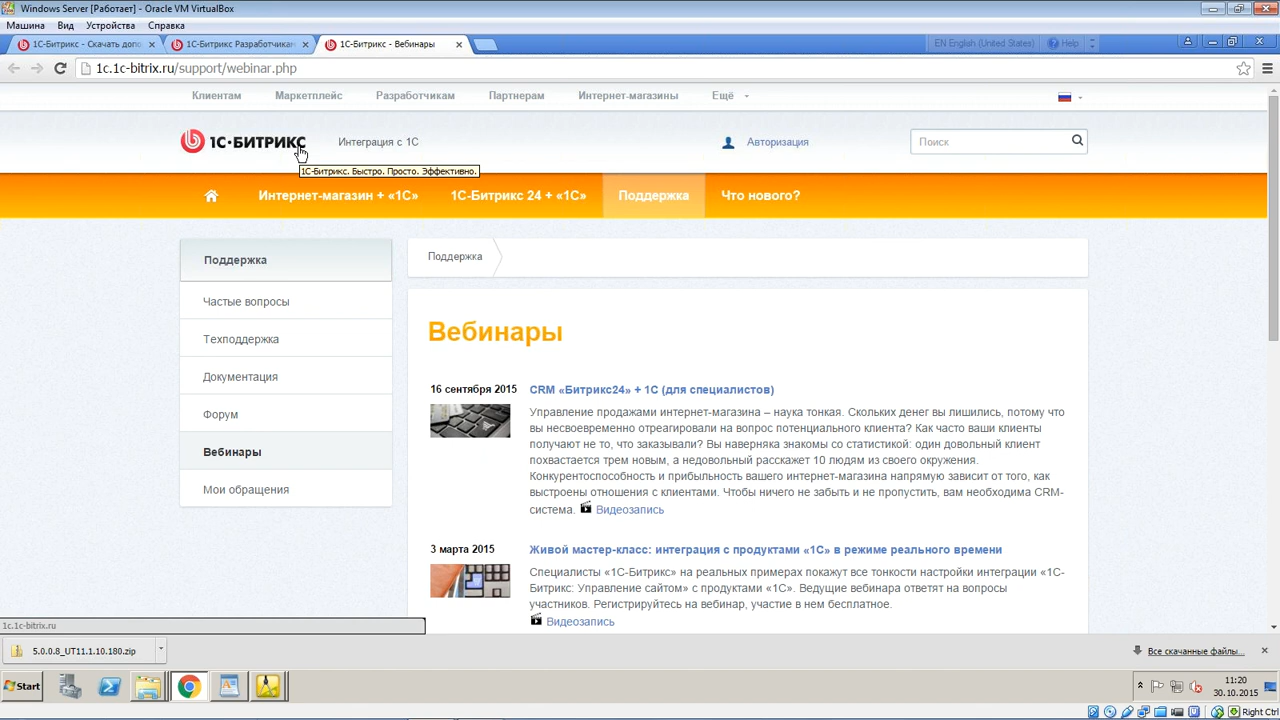 Windows Server [Работает] - Oracle VM VirtualBox
Машина Вид Устройства Справка
1С-Битрикс - Скачать допо 1С-Битрикс Разработчикам 1С-Битрикс - Вебинары EN English (United States) Help
1c.1c-bitrix.ru/support/webinar.php
Клиентам Маркетплейс Разработчикам Партнерам Интернет-магазины Ещё
1С-БИТРИКС Интеграция с 1С Авторизация Поиск
1С-Битрикс. Быстро. Просто. Эффективно.
Интернет-магазин + «1С» 1С-Битрикс 24 + «1С» Поддержка Что нового?
Поддержка
Частые вопросы
Техподдержка
Документация
Форум
Вебинары
Мои обращения
Поддержка
Вебинары
16 сентября 2015 CRM «Битрикс24» + 1С (для специалистов)
Управление продажами интернет-магазина – наука тонкая. Скольких денег вы лишились, потому что
вы несвоевременно отреагировали на вопрос потенциального клиента? Как часто ваши клиенты
получают не то, что заказывали? Вы наверняка знакомы со статистикой: один довольный клиент
похвастается трем новым, а недовольный расскажет 10 людям из своего окружения.
Конкурентоспособность и прибыльность вашего интернет-магазина напрямую зависит от того, как
выстроены отношения с клиентами. Чтобы ничего не забыть и не пропустить, вам необходима CRM-
система. Видеозапись
3 марта 2015 Живой мастер-класс: интеграция с продуктами «1С» в режиме реального времени
Специалисты «1С-Битрикс» на реальных примерах покажут все тонкости настройки интеграции «1С-
Битрикс: Управление сайтом» с продуктами «1С». Ведущие вебинара ответят на вопросы
участников. Регистрируйтесь на вебинар, участие в нем бесплатное.
Видеозапись
1c.1c-bitrix.ru
5.0.0.8_UT11.1.10.180.zip Все скачанные файлы...
Start 11:20
30.10.2015
Right Ctrl